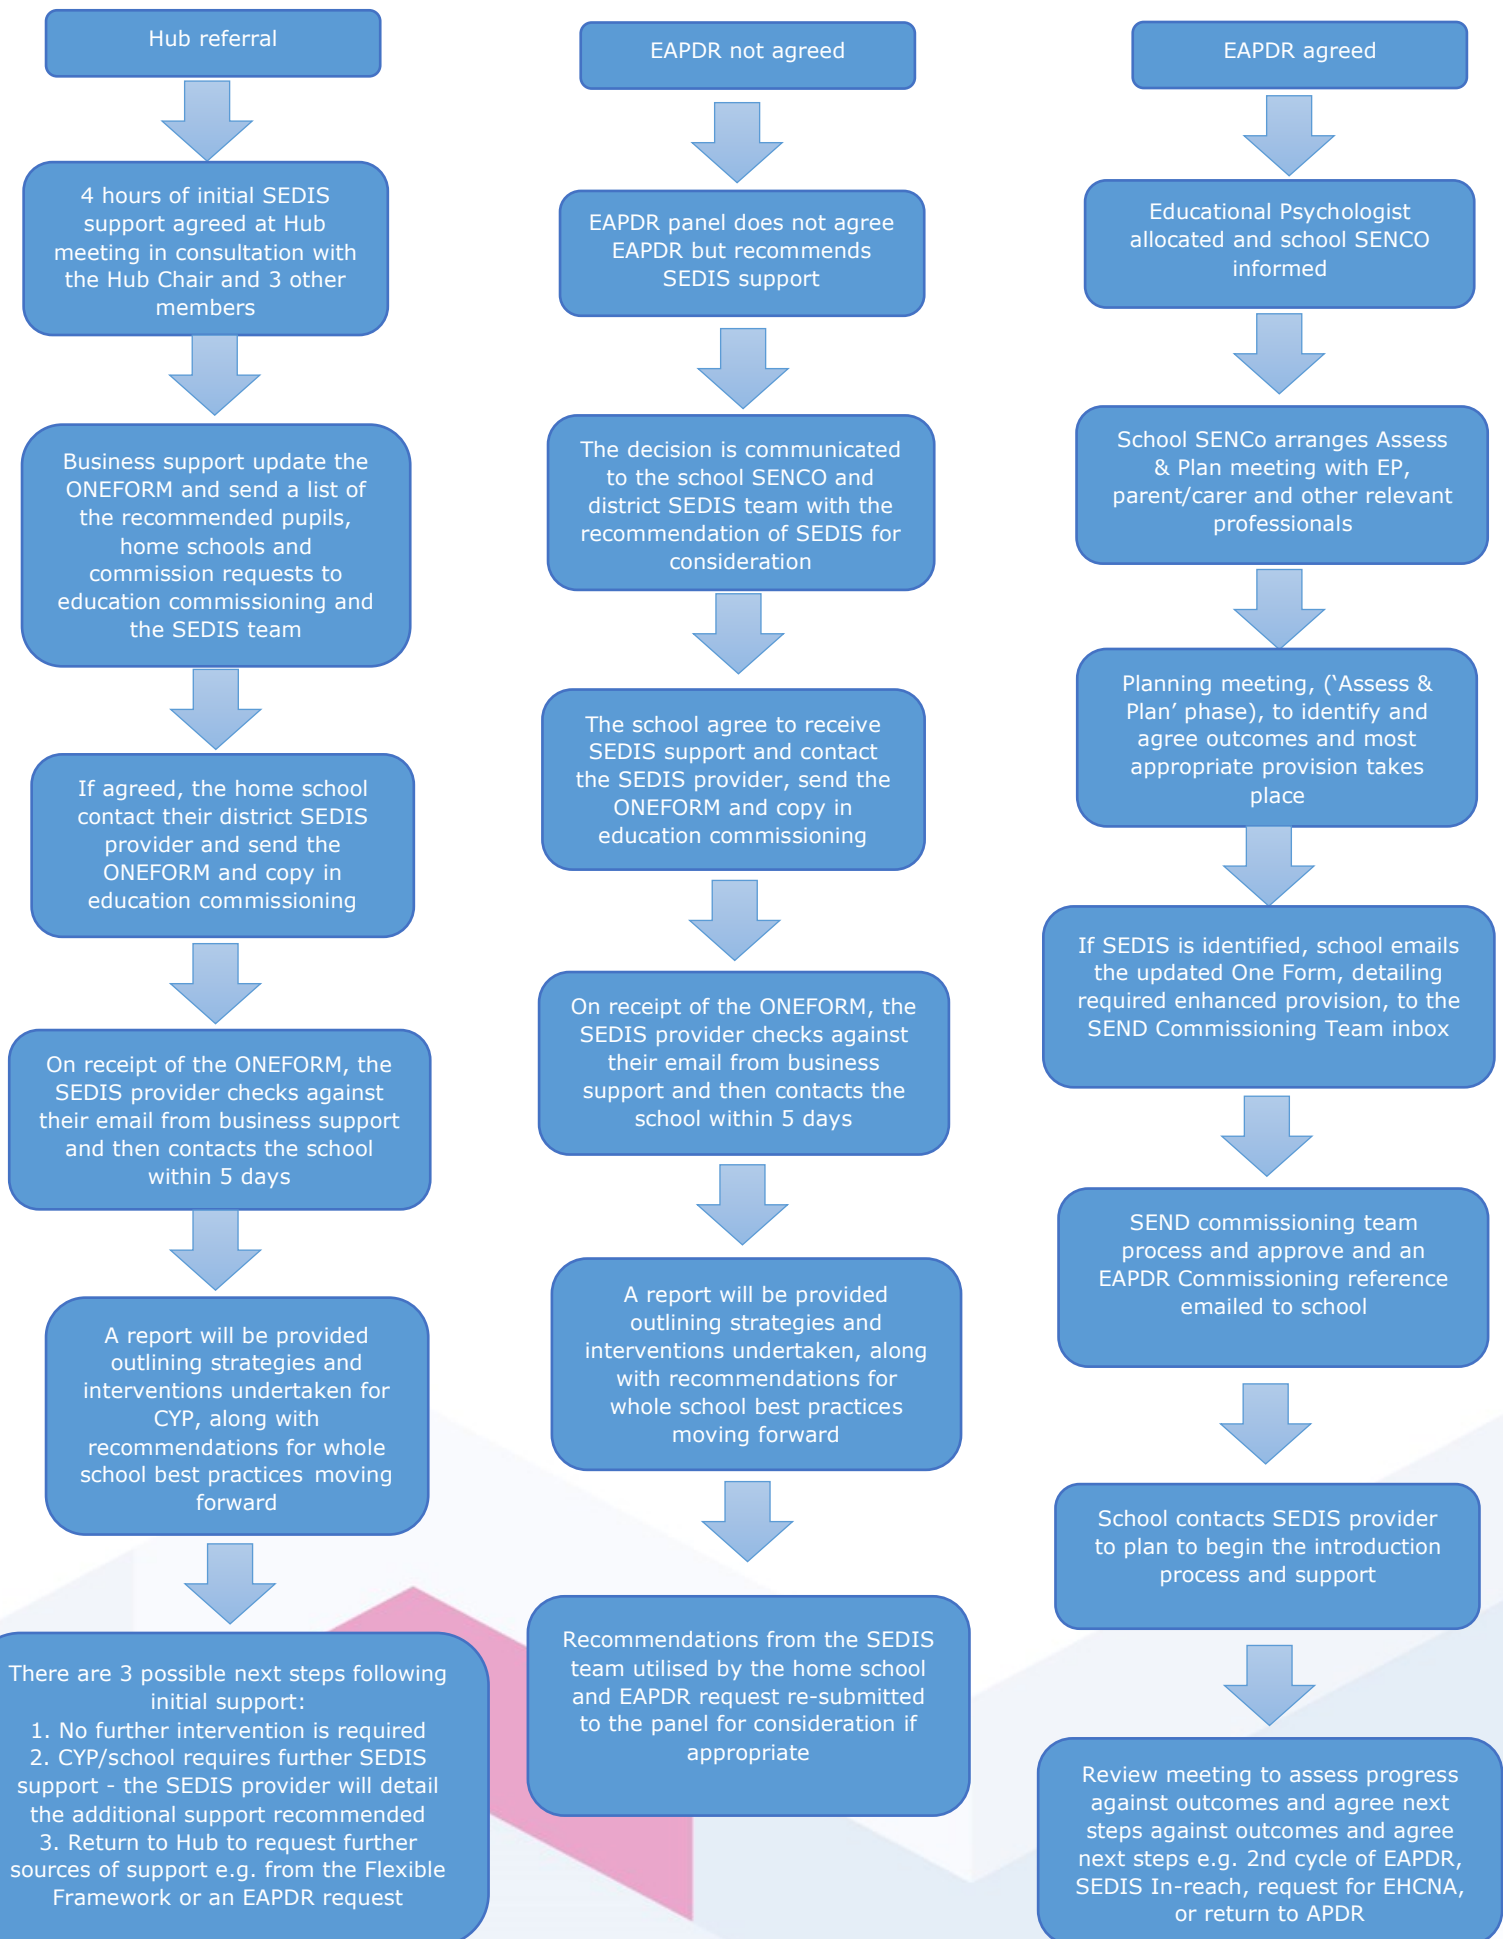 Hub referral
4 hours of initial SEDIS
support agreed at Hub
meeting in consultation with
the Hub Chair and 3 other
members
Business support update the
ONEFORM and send a list of
the recommended pupils,
home schools and
commission requests to
education commissioing and
the SEDIS team
If agreed, the home school
contact their district SEDIS
provider and send the
ONEFORM and copy in
education commissioning
On receipt of the ONEFORM, the
SEDIS provider checks against
their email from business support
and then contacts the school
within 5 days
A report will be provided
outlining strategies and
interventions undertaken for
CYP, along with
recommendations for whole
school best practices moving
forward
There are 3 possible next steps following
initial support:
1. No further intervention is required
2. CYP/school requires further SEDIS
support - the SEDIS provider will detail
the additional support recommended
3. Return to Hub to request further
sources of support e.g. from the Flexible
Framework or an EAPDR request
EAPDR not agreed
EAPDR panel does not agree
EAPDR but recommends
SEDIS support
The decision is communicated
to the school SENCO and
district SEDIS team with the
recommendation of SEDIS for
consideration
The school agree to receive
SEDIS support and contact
the SEDIS provider, send the
ONEFORM and copy in
education commissioning
On receipt of the ONEFORM, the
SEDIS provider checks against
their email from business
support and then contacts the
school within 5 days
A report will be provided
outlining strategies and
interventions undertaken, along
with recommendations for
whole school best practices
moving forward
Recommendations from the SEDIS
team utilised by the home school
and EAPDR request re-submitted
to the panel for consideration if
appropriate
EAPDR agreed
Educational Psychologist
allocated and school SENCO
informed
School SENCo arranges Assess
& Plan meeting with EP,
parent/carer and other relevant
professionals
Planning meeting, (‘Assess &
Plan’ phase), to identify and
agree outcomes and most
appropriate provision takes
place
If SEDIS is identified, school emails
the updated One Form, detailing
required enhanced provision, to the
SEND Commissioning Team inbox
SEND commissioning team
process and approve and an
EAPDR Commissioning reference
emailed to school
School contacts SEDIS provider
to plan to begin the introduction
process and support
Review meeting to assess progress
against outcomes and agree next
steps against outcomes and agree
next steps e.g. 2nd cycle of EAPDR,
SEDIS In-reach, request for EHCNA,
or return to APDR